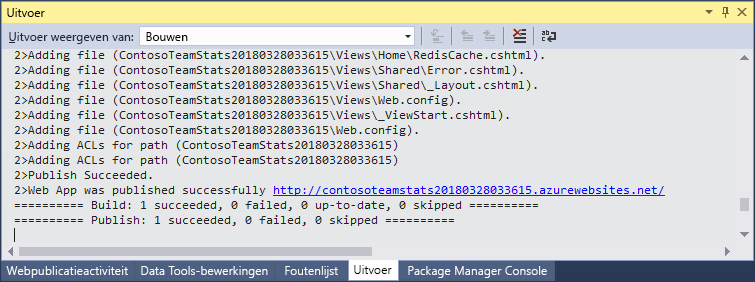 Uitvoer
Uitvoer weergeven van: Bouwen
2>Adding file (ContosoTeamStats20180328033615\Views\Home\RedisCache.cshtml).
2>Adding file (ContosoTeamStats20180328033615\Views\Shared\Error.cshtml).
2>Adding file (ContosoTeamStats20180328033615\Views\Shared\_Layout.cshtml).
2>Adding file (ContosoTeamStats20180328033615\Views\Web.config).
2>Adding file (ContosoTeamStats20180328033615\Views\_ViewStart.cshtml).
2>Adding file (ContosoTeamStats20180328033615\Web.config).
2>Adding ACLs for path (ContosoTeamStats20180328033615)
2>Adding ACLs for path (ContosoTeamStats20180328033615)
2>Publish Succeeded.
2>Web App was published successfully http://contosoteamstats20180328033615.azurewebsites.net/
========== Build: 1 succeeded, 0 failed, 0 up-to-date, 0 skipped ==========
========== Publish: 1 succeeded, 0 failed, 0 skipped ==========
Webpublicatieactiviteit Data Tools-bewerkingen Foutenlijst Uitvoer Package Manager Console